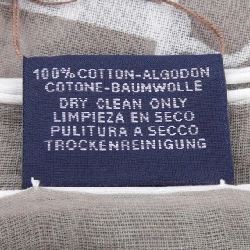 100% COTTON-ALGODON
COTONE-BAUMWOLLE
DRY CLEAN ONLY
LIMPIEZA EN SECO
PULITURA A SECCO
TROCKENREINIGUNG